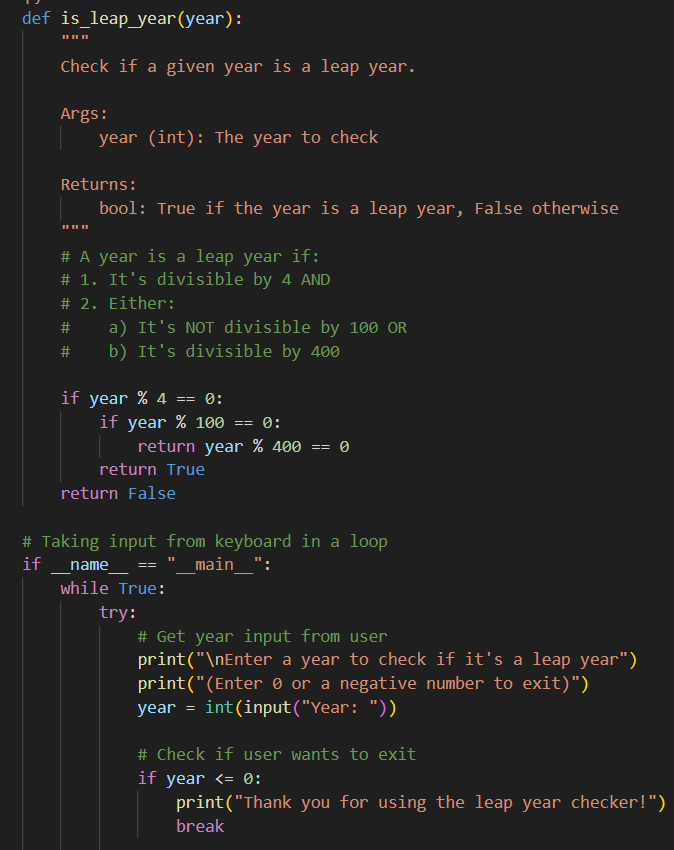 def is_leap_year(year):
    """
    Check if a given year is a leap year.

    Args:
        year (int): The year to check

    Returns:
        bool: True if the year is a leap year, False otherwise
    """
    # A year is a leap year if:
    # 1. It's divisible by 4 AND
    # 2. Either:
    #    a) It's NOT divisible by 100 OR
    #    b) It's divisible by 400

    if year % 4 == 0:
        if year % 100 == 0:
            return year % 400 == 0
        return True
    return False

# Taking input from keyboard in a loop
if __name__ == "__main__":
    while True:
        try:
            # Get year input from user
            print("\nEnter a year to check if it's a leap year")
            print("(Enter 0 or a negative number to exit)")
            year = int(input("Year: "))

            # Check if user wants to exit
            if year <= 0:
                print("Thank you for using the leap year checker!")
                break